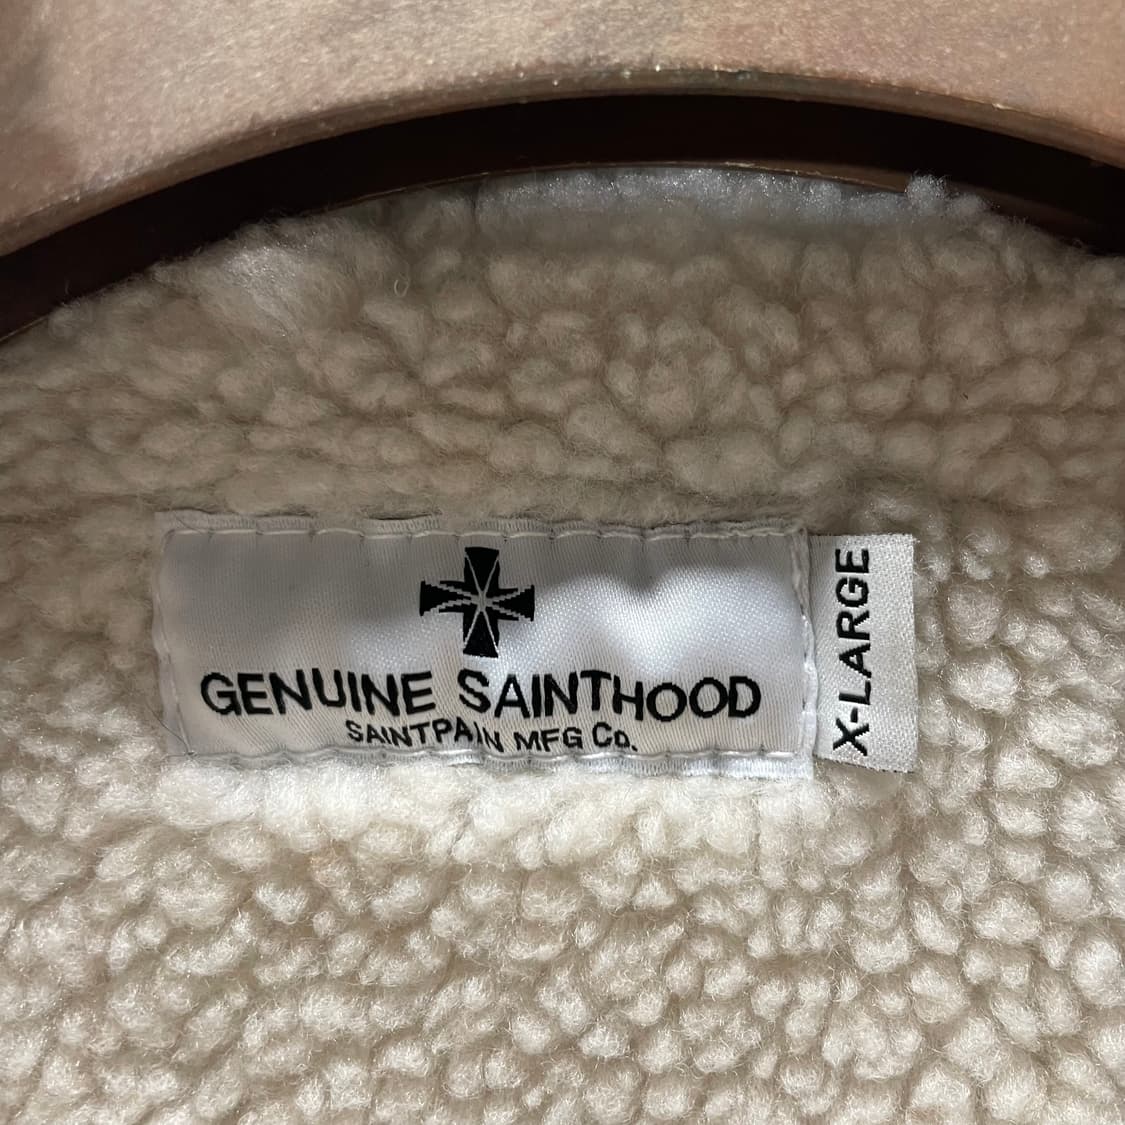 GENUINE SAINTHOOD
SAINTPAIN MFG Co.
X-LARGE